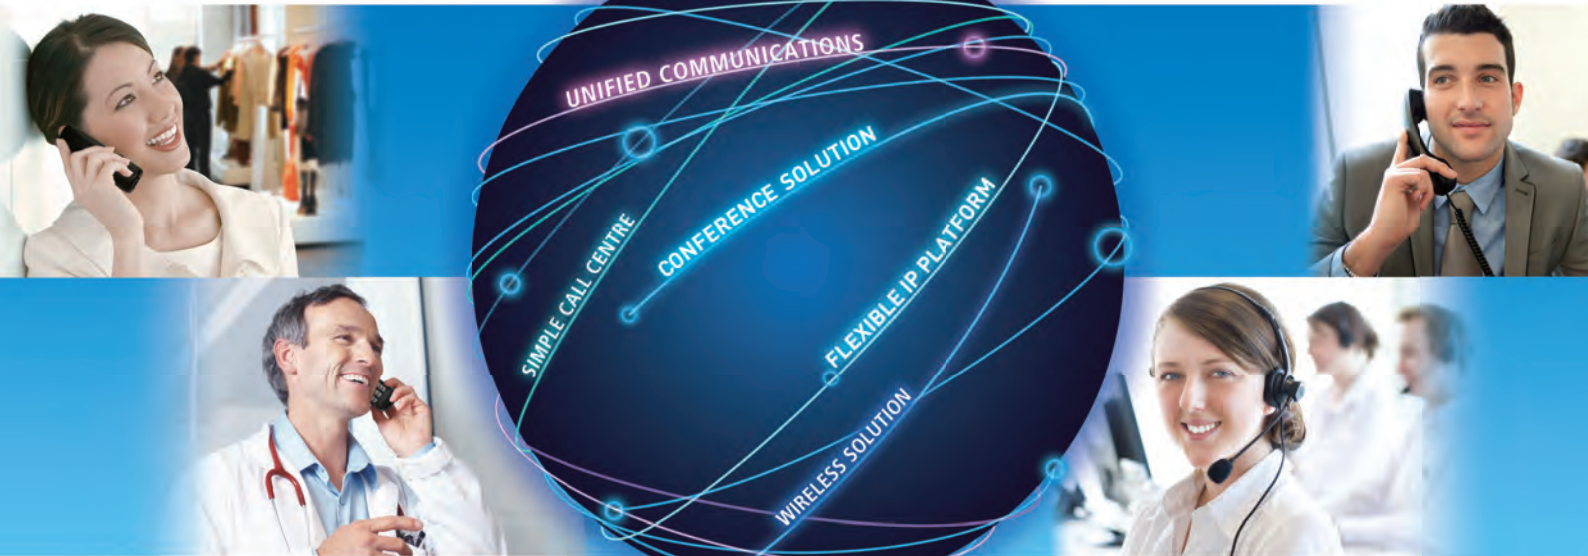 UNIFIED COMMUNICATIONS
CONFERENCE SOLUTION
SIMPLE CALL CENTRE
FLEXIBLE IP PLATFORM
WIRELESS SOLUTION